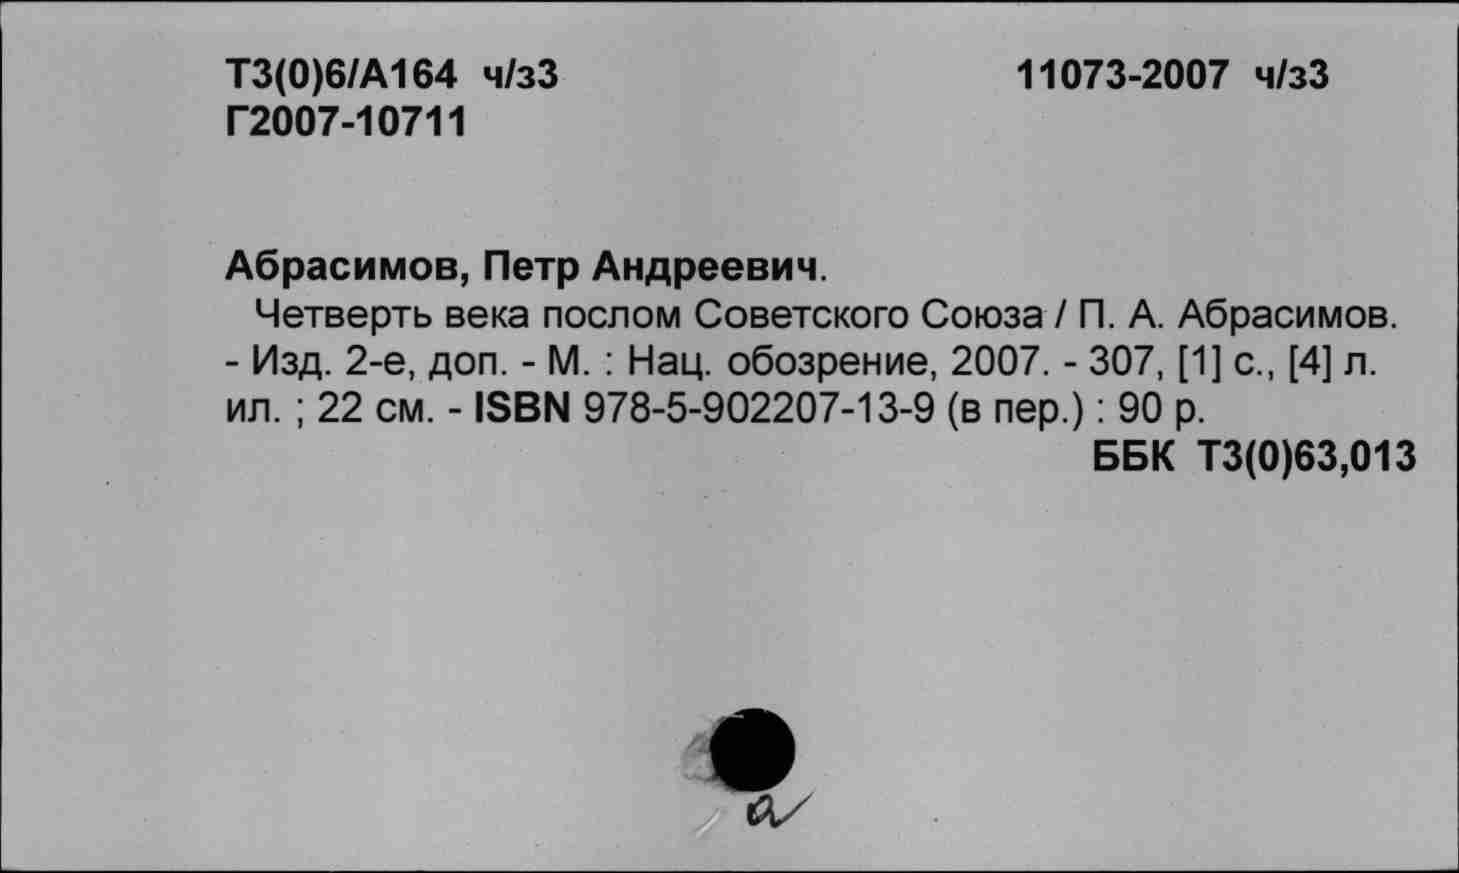 Т3(0)6/А164 ч/з3 11073-2007 ч/з3
Г2007-10711
Абрасимов, Петр Андреевич.
Четверть века послом Советского Союза / П. А. Абрасимов.
- Изд. 2-е, доп. - М. : Нац. обозрение, 2007. - 307, [1] с., [4] л.
ил. ; 22 см. - ISBN 978-5-902207-13-9 (в пер.) : 90 р.
ББК Т3(0)63,013